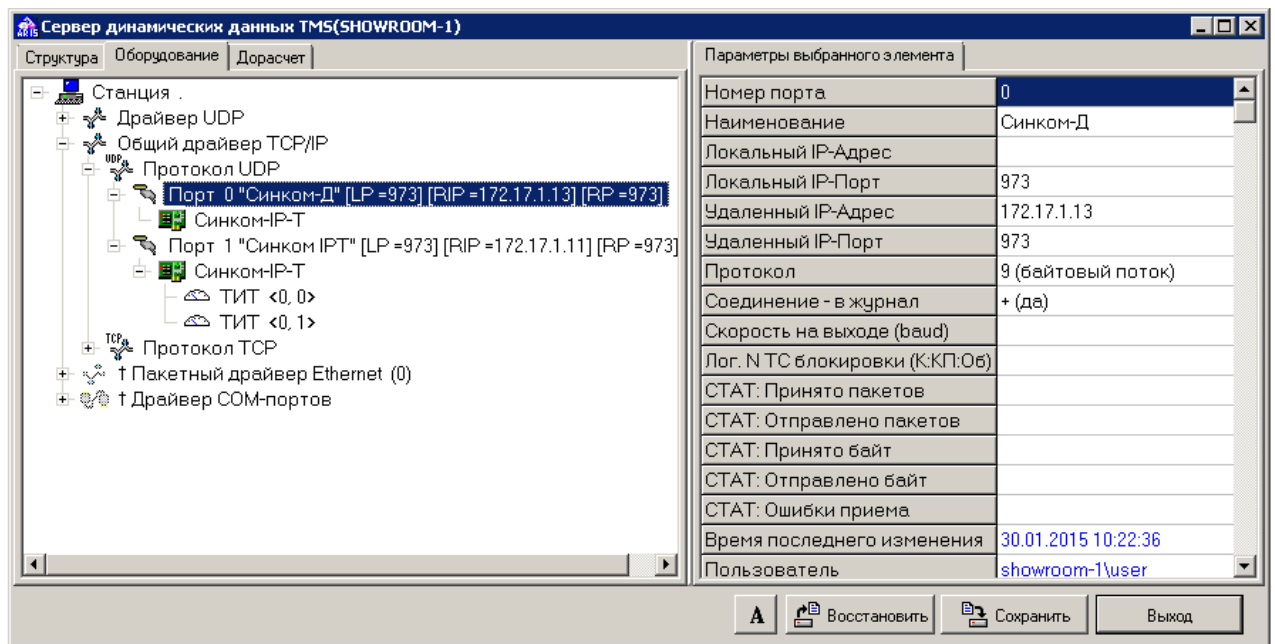 Сервер динамических данных TMS(SHOWROOM-1)
Структура Оборудование Дорасчет
Станция .
Драйвер UDP
Общий драйвер TCP/IP
UDP Протокол UDP
Порт 0 "Синком-Д" [LP =973] [RIP =172.17.1.13] [RP =973]
Синком-IP-T
Порт 1 "Синком IPT" [LP =973] [RIP =172.17.1.11] [RP =973]
Синком-IP-T
ТИТ <0, 0>
ТИТ <0, 1>
TCP Протокол TCP
† Пакетный драйвер Ethernet (0)
† Драйвер COM-портов
Параметры выбранного элемента
Номер порта 0
Наименование Синком-Д
Локальный IP-Адрес
Локальный IP-Порт 973
Удаленный IP-Адрес 172.17.1.13
Удаленный IP-Порт 973
Протокол 9 (байтовый поток)
Соединение - в журнал + (да)
Скорость на выходе (baud)
Лог. N ТС блокировки (К:КП:Об)
СТАТ: Принято пакетов
СТАТ: Отправлено пакетов
СТАТ: Принято байт
СТАТ: Отправлено байт
СТАТ: Ошибки приема
Время последнего изменения 30.01.2015 10:22:36
Пользователь showroom-1\user
A Восстановить Сохранить Выход